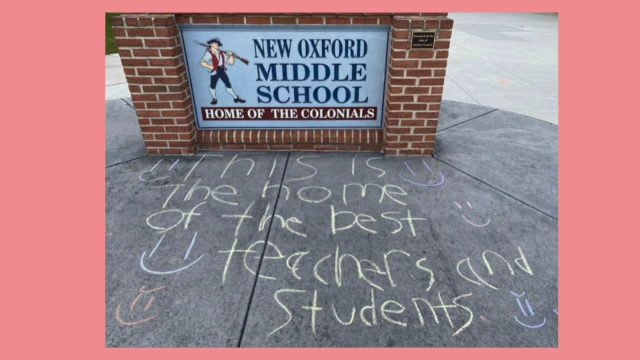 NEW OXFORD
MIDDLE
SCHOOL
HOME OF THE COLONIALS
This is
the home
of the best
teachers and
students.